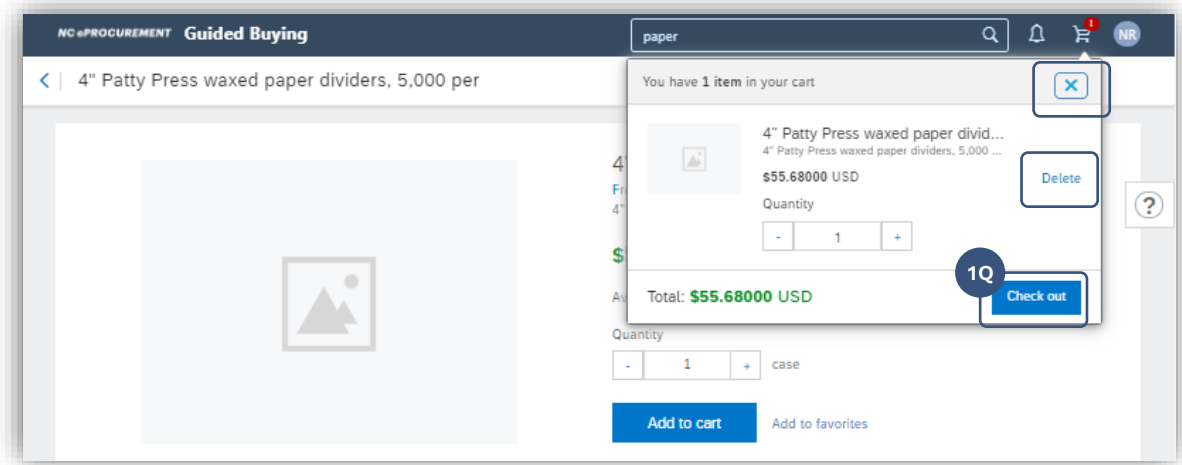 NC ePROCUREMENT Guided Buying
paper
1
NR
4" Patty Press waxed paper dividers, 5,000 per
You have 1 item in your cart
4" Patty Press waxed paper divid...
4" Patty Press waxed paper dividers, 5,000 ...
$55.68000 USD
Delete
Quantity
- 1 +
1Q
Total: $55.68000 USD
Check out
?
4"
4"
$
Quantity
- 1 + case
Add to cart Add to favorites